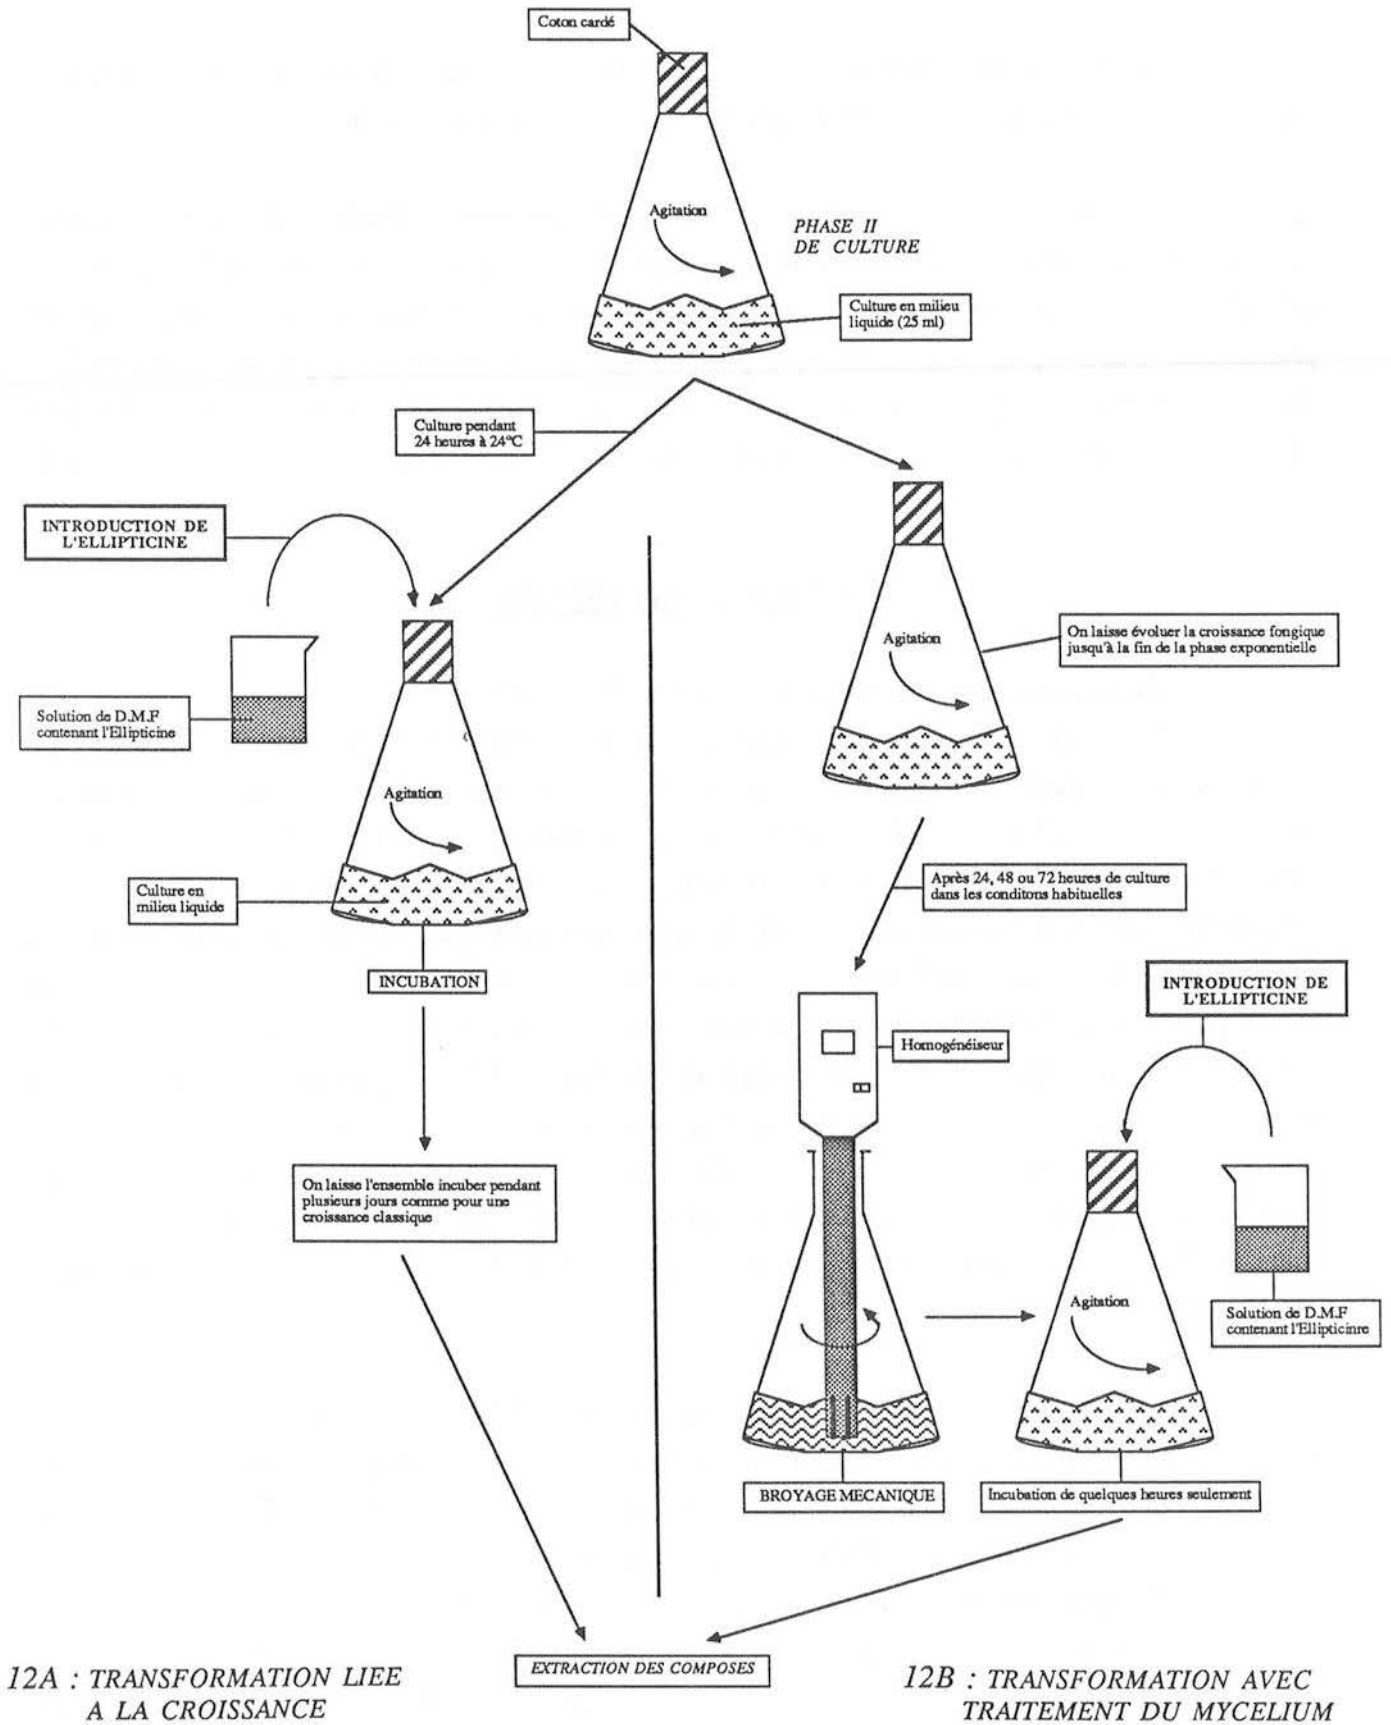 Coton cardé
Agitation
PHASE II
DE CULTURE
Culture en milieu
liquide (25 ml)
Culture pendant
24 heures à 24°C
INTRODUCTION DE
L'ELLIPTICINE
Solution de D.M.F
contenant l'Ellipticine
Agitation
Culture en
milieu liquide
INCUBATION
On laisse l'ensemble incuber pendant
plusieurs jours comme pour une
croissance classique
Agitation
On laisse évoluer la croissance fongique
jusqu'à la fin de la phase exponentielle
Après 24, 48 ou 72 heures de culture
dans les conditons habituelles
Homogénéiseur
INTRODUCTION DE
L'ELLIPTICINE
Agitation
Solution de D.M.F
contenant l'Ellipticinre
BROYAGE MECANIQUE
Incubation de quelques heures seulement
EXTRACTION DES COMPOSES
12A : TRANSFORMATION LIEE
A LA CROISSANCE
12B : TRANSFORMATION AVEC
TRAITEMENT DU MYCELIUM